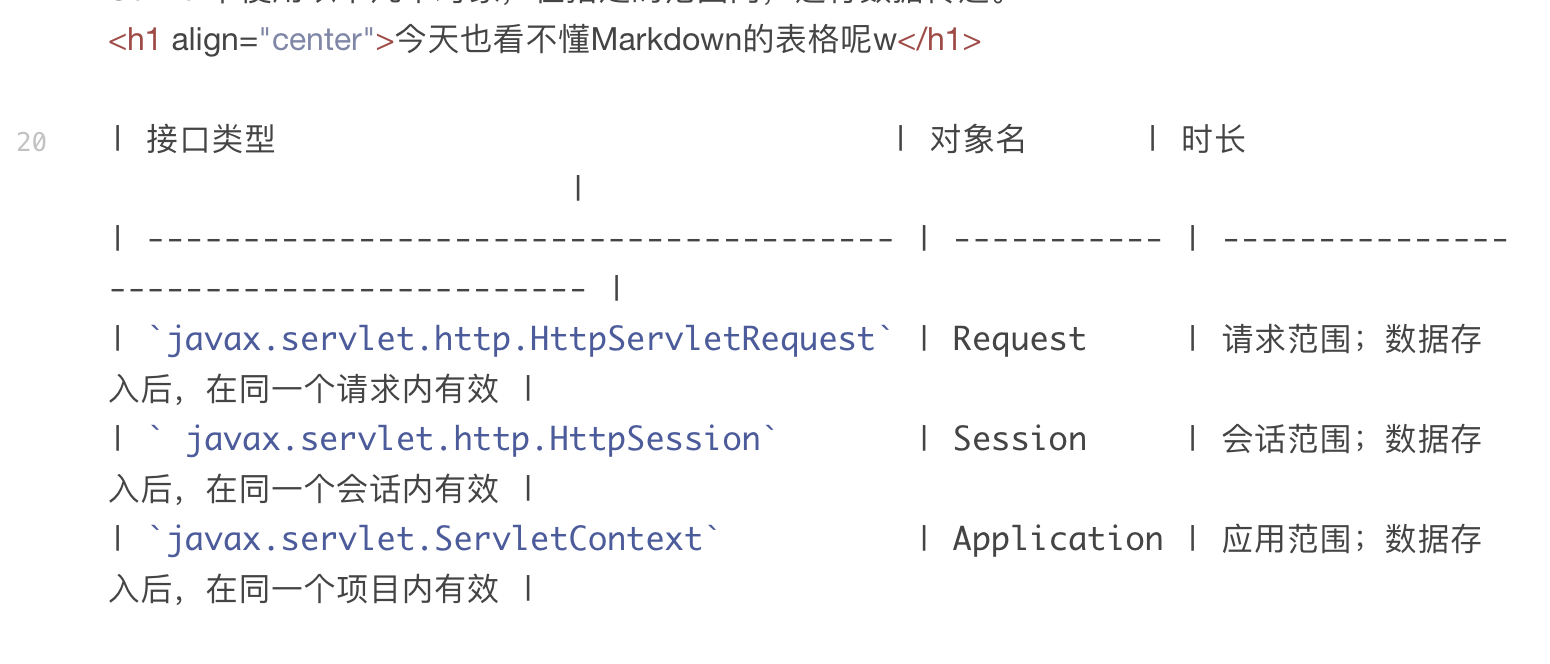 <h1 align="center">今天也看不懂Markdown的表格呢w</h1>
20 | 接口类型 | 对象名 | 时长
|
| --------------------------------------- | ----------- | ---------------
------------------------- |
| `javax.servlet.http.HttpServletRequest` | Request | 请求范围；数据存
入后，在同一个请求内有效 |
| ` javax.servlet.http.HttpSession` | Session | 会话范围；数据存
入后，在同一个会话内有效 |
| `javax.servlet.ServletContext` | Application | 应用范围；数据存
入后，在同一个项目内有效 |